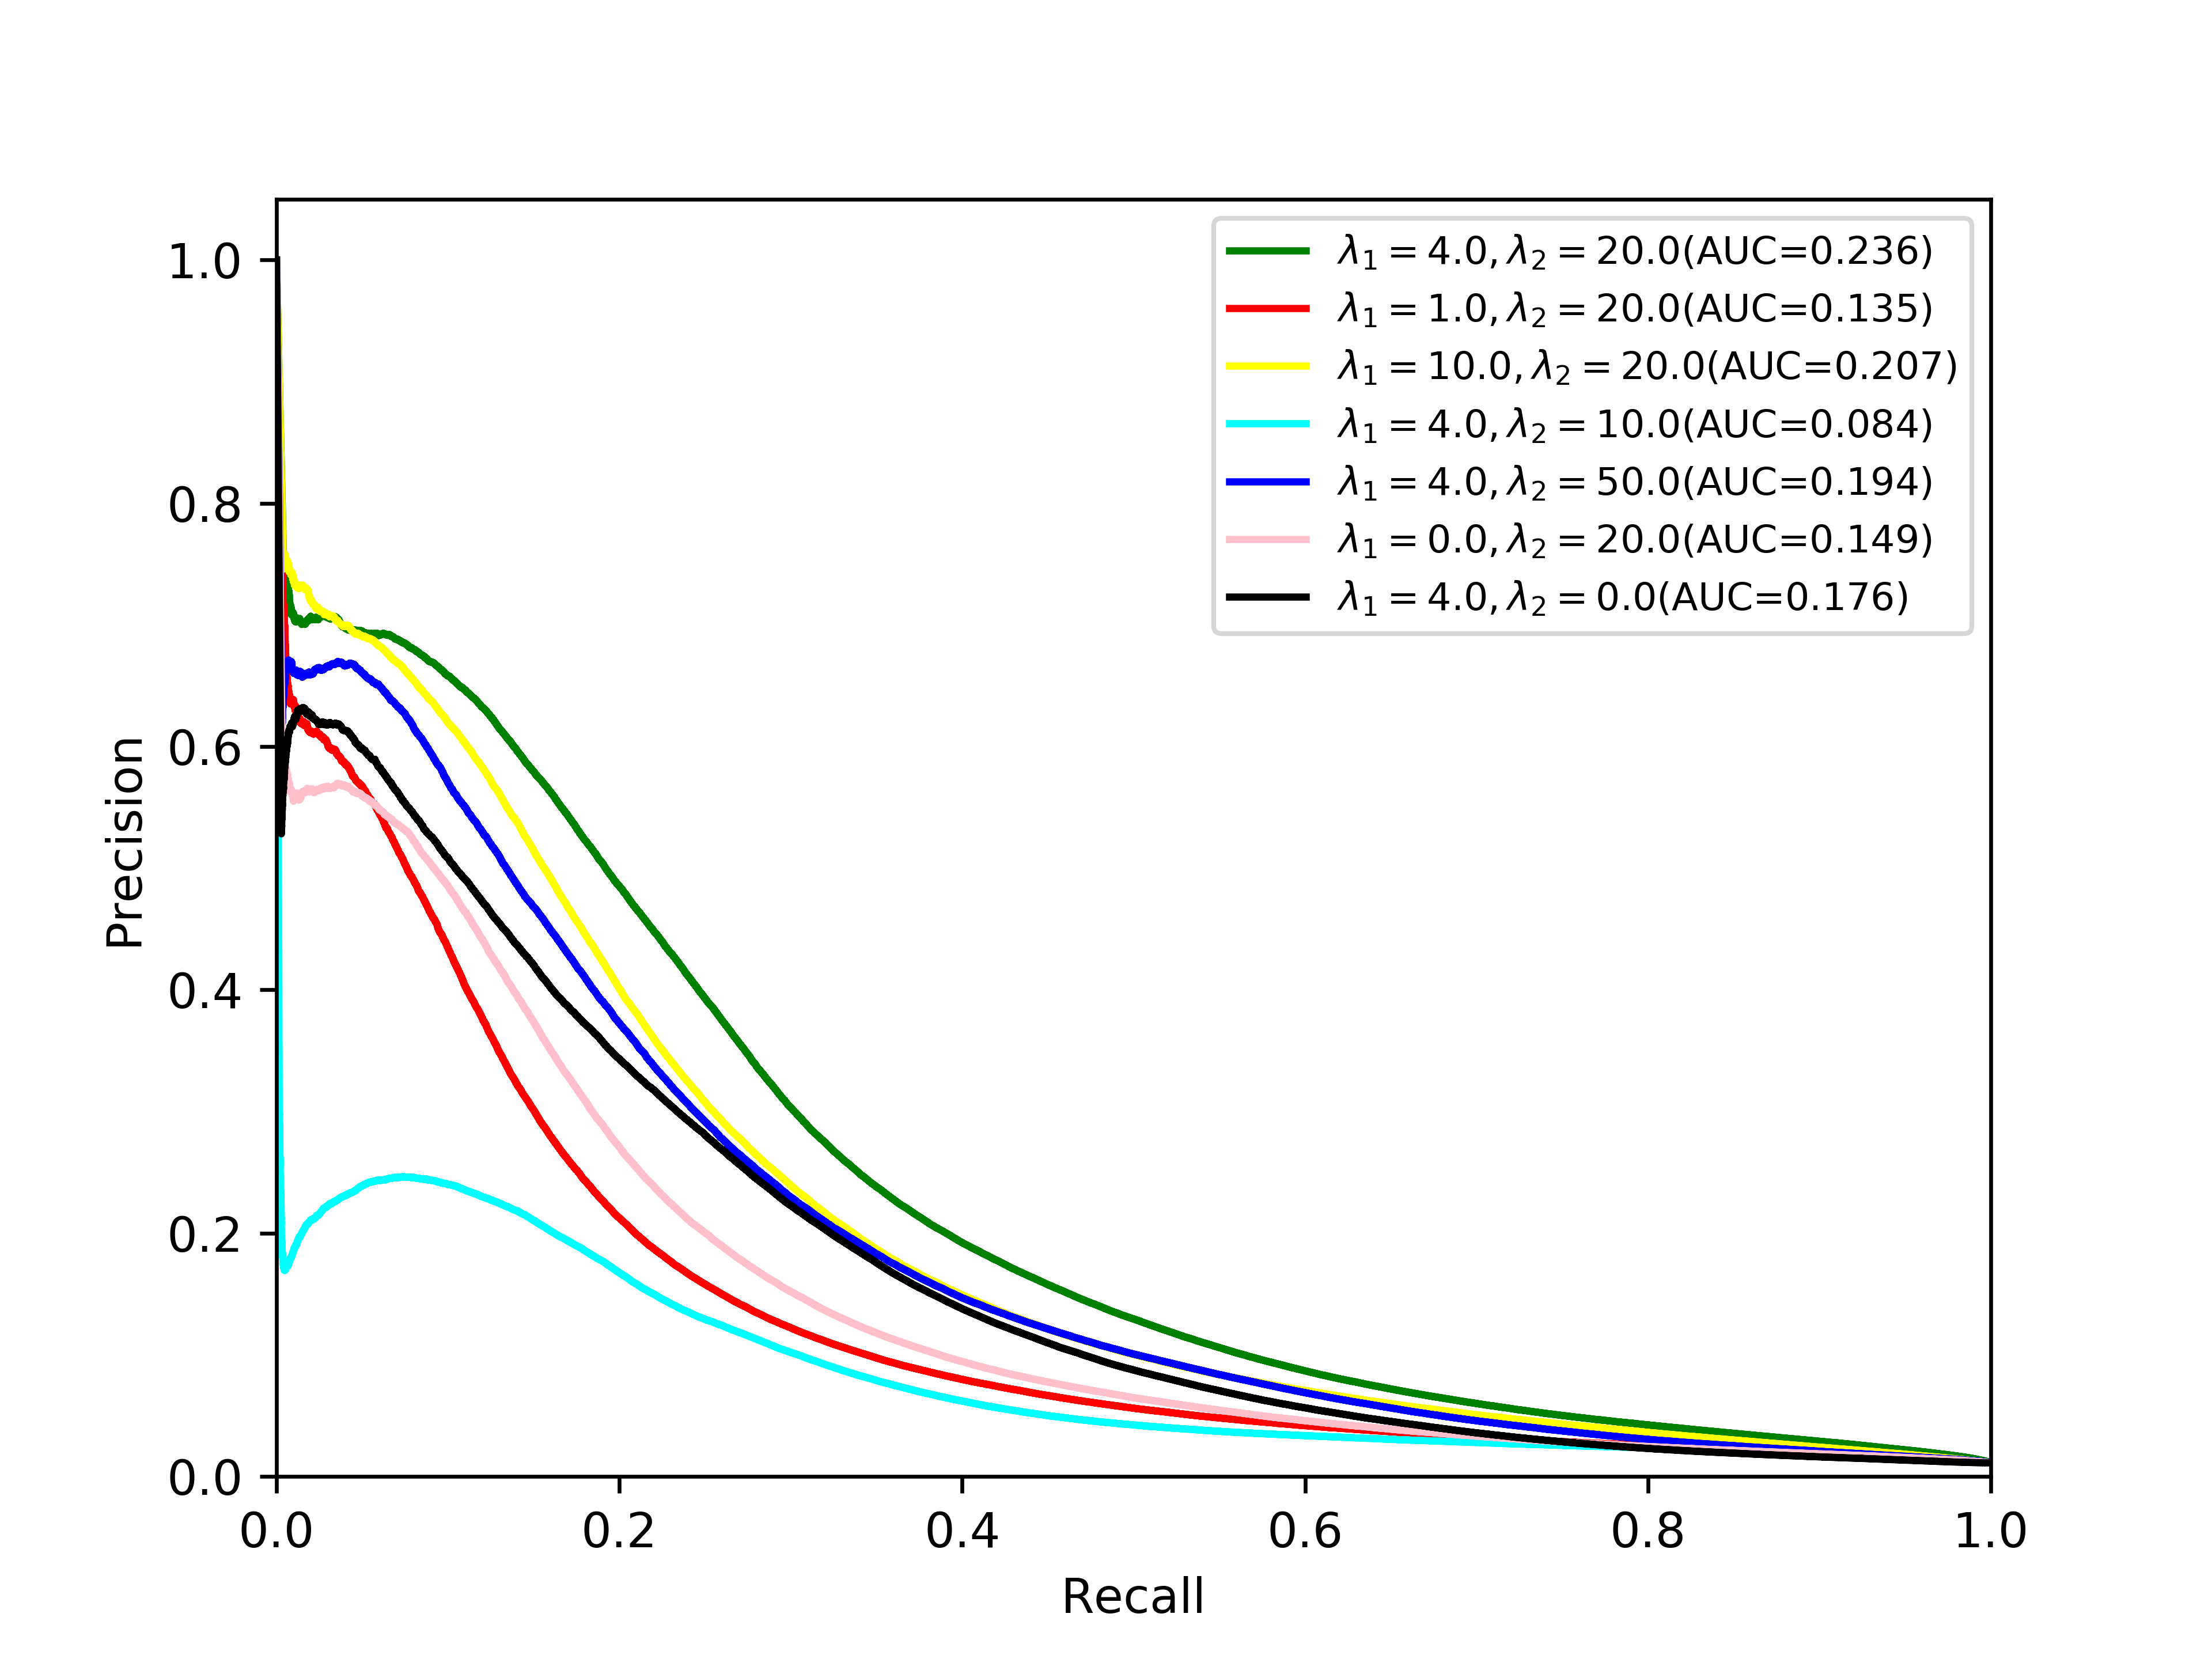 λ1 = 4.0, λ2 = 20.0(AUC=0.236)
λ1 = 1.0, λ2 = 20.0(AUC=0.135)
λ1 = 10.0, λ2 = 20.0(AUC=0.207)
λ1 = 4.0, λ2 = 10.0(AUC=0.084)
λ1 = 4.0, λ2 = 50.0(AUC=0.194)
λ1 = 0.0, λ2 = 20.0(AUC=0.149)
λ1 = 4.0, λ2 = 0.0(AUC=0.176)
1.0
0.8
0.6
0.4
0.2
0.0
Precision
0.0 0.2 0.4 0.6 0.8 1.0
Recall